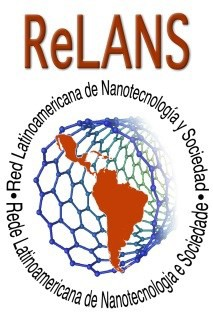 ReLANS
Red Latinoamericana de Nanotecnología y Sociedad •
Rede Latinoamericana de Nanotecnologia e Sociedade •